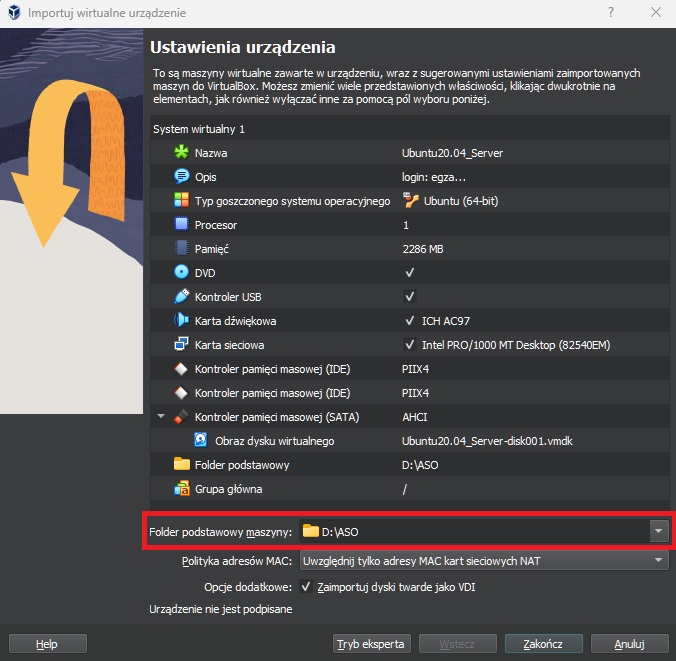 Importuj wirtualne urządzenie
?
Ustawienia urządzenia
To są maszyny wirtualne zawarte w urządzeniu, wraz z sugerowanymi ustawieniami zaimportowanych
maszyn do VirtualBox. Możesz zmienić wiele przedstawionych właściwości, klikając dwukrotnie na
elementach, jak również wyłączać inne za pomocą pól wyboru poniżej.
System wirtualny 1
Nazwa Ubuntu20.04_Server
Opis login: egza...
Typ goszczonego systemu operacyjnego Ubuntu (64-bit)
Procesor 1
Pamięć 2286 MB
DVD ✓
Kontroler USB ✓
Karta dźwiękowa ✓ ICH AC97
Karta sieciowa ✓ Intel PRO/1000 MT Desktop (82540EM)
Kontroler pamięci masowej (IDE) PIIX4
Kontroler pamięci masowej (IDE) PIIX4
Kontroler pamięci masowej (SATA) AHCI
Obraz dysku wirtualnego Ubuntu20.04_Server-disk001.vmdk
Folder podstawowy D:\ASO
Grupa główna /
Folder podstawowy maszyny: D:\ASO
Polityka adresów MAC: Uwzględnij tylko adresy MAC kart sieciowych NAT
Opcje dodatkowe: ✓ Zaimportuj dyski twarde jako VDI
Urządzenie nie jest podpisane
Help Tryb eksperta Wstecz Zakończ Anuluj